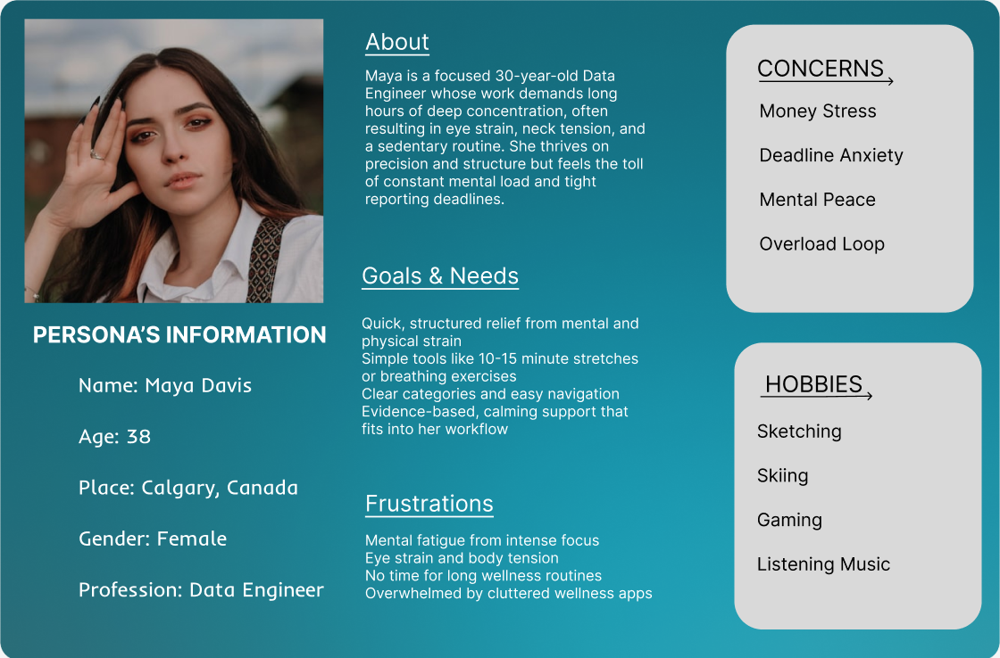 PERSONA’S INFORMATION
Name: Maya Davis
Age: 38
Place: Calgary, Canada
Gender: Female
Profession: Data Engineer
About
Maya is a focused 30-year-old Data
Engineer whose work demands long
hours of deep concentration, often
resulting in eye strain, neck tension, and
a sedentary routine. She thrives on
precision and structure but feels the toll
of constant mental load and tight
reporting deadlines.
Goals & Needs
Quick, structured relief from mental and
physical strain
Simple tools like 10-15 minute stretches
or breathing exercises
Clear categories and easy navigation
Evidence-based, calming support that
fits into her workflow
Frustrations
Mental fatigue from intense focus
Eye strain and body tension
No time for long wellness routines
Overwhelmed by cluttered wellness apps
CONCERNS
Money Stress
Deadline Anxiety
Mental Peace
Overload Loop
HOBBIES
Sketching
Skiing
Gaming
Listening Music